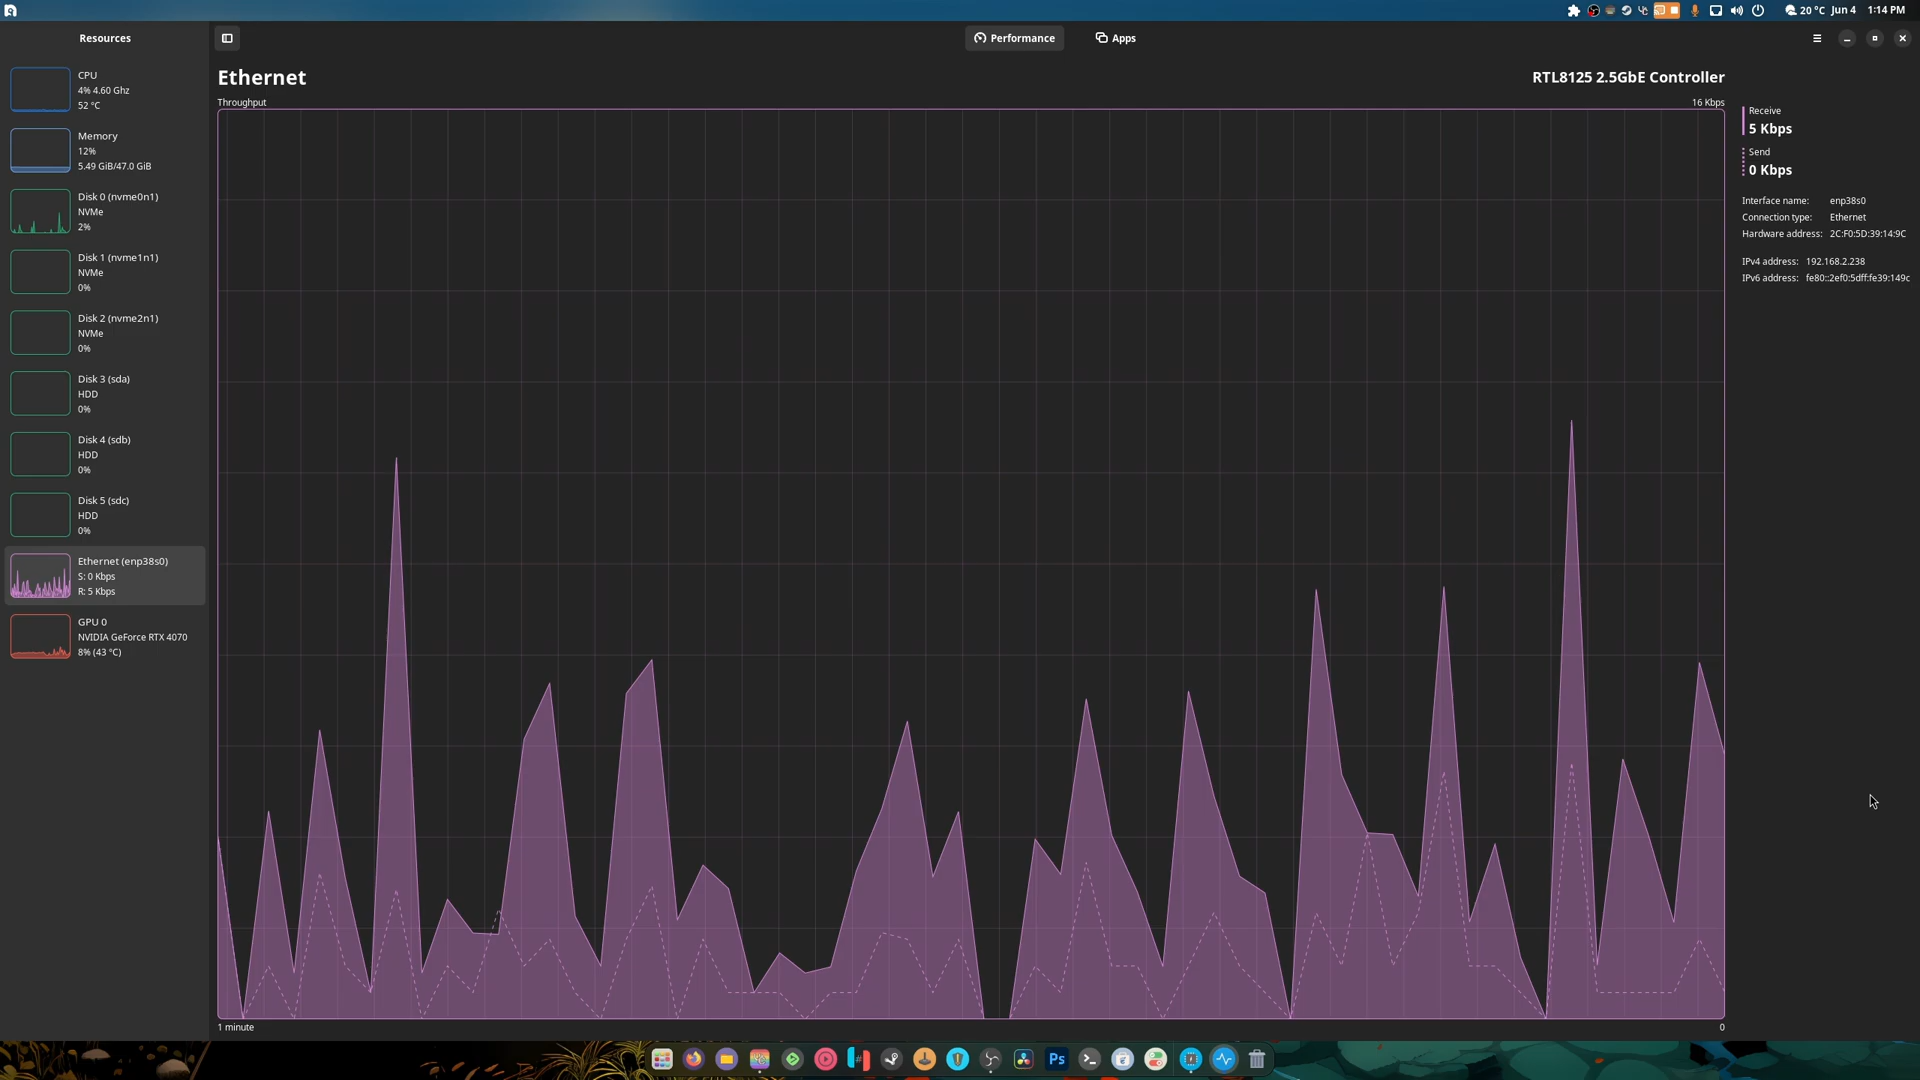 20 °C Jun 4 1:14 PM
Resources
Performance
Apps
CPU
4% 4.60 Ghz
52 °C
Memory
12%
5.49 GiB/47.0 GiB
Disk 0 (nvme0n1)
NVMe
2%
Disk 1 (nvme1n1)
NVMe
0%
Disk 2 (nvme2n1)
NVMe
0%
Disk 3 (sda)
HDD
0%
Disk 4 (sdb)
HDD
0%
Disk 5 (sdc)
HDD
0%
Ethernet (enp38s0)
S: 0 Kbps
R: 5 Kbps
GPU 0
NVIDIA GeForce RTX 4070
8% (43 °C)
Ethernet
RTL8125 2.5GbE Controller
Throughput
16 Kbps
1 minute
0
Receive
5 Kbps
Send
0 Kbps
Interface name: enp38s0
Connection type: Ethernet
Hardware address: 2C:F0:5D:39:14:9C
IPv4 address: 192.168.2.238
IPv6 address: fe80::2ef0:5dff:fe39:149c
Ps